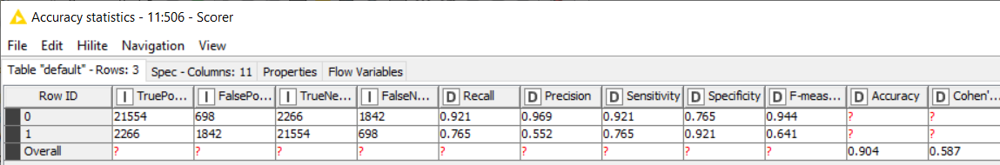 Accuracy statistics - 11:506 - Scorer
File Edit Hilite Navigation View
Table "default" - Rows: 3 Spec - Columns: 11 Properties Flow Variables
Row ID I TruePo... I FalsePo... I TrueNe... I FalseN... D Recall D Precision D Sensitivity D Specificity D F-meas... D Accuracy D Cohen'...
0 21554 698 2266 1842 0.921 0.969 0.921 0.765 0.944 ? ?
1 2266 1842 21554 698 0.765 0.552 0.765 0.921 0.641 ? ?
Overall ? ? ? ? ? ? ? ? ? 0.904 0.587